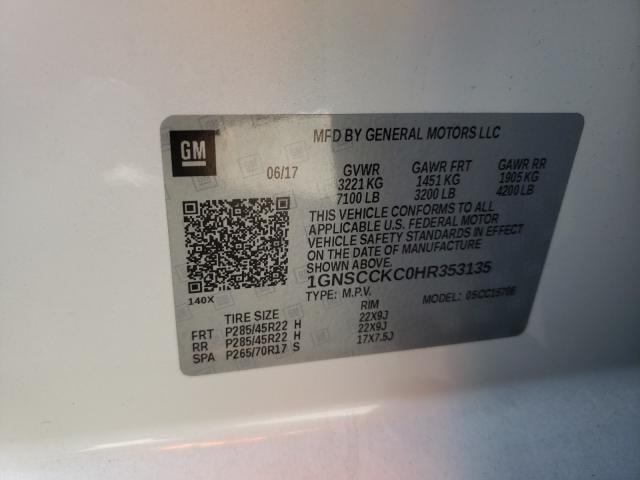 GM
MFD BY GENERAL MOTORS LLC
06/17 GVWR GAWR FRT GAWR RR
3221 KG 1451 KG 1905 KG
7100 LB 3200 LB 4200 LB
THIS VEHICLE CONFORMS TO ALL
APPLICABLE U.S. FEDERAL MOTOR
VEHICLE SAFETY STANDARDS IN EFFECT
ON THE DATE OF MANUFACTURE
SHOWN ABOVE.
1GNSCCKC0HR353135
140X
TYPE: M.P.V. MODEL: 0SCC15706
TIRE SIZE RIM
FRT P285/45R22 H 22X9J
RR P285/45R22 H 22X9J
SPA P265/70R17 S 17X7.5J